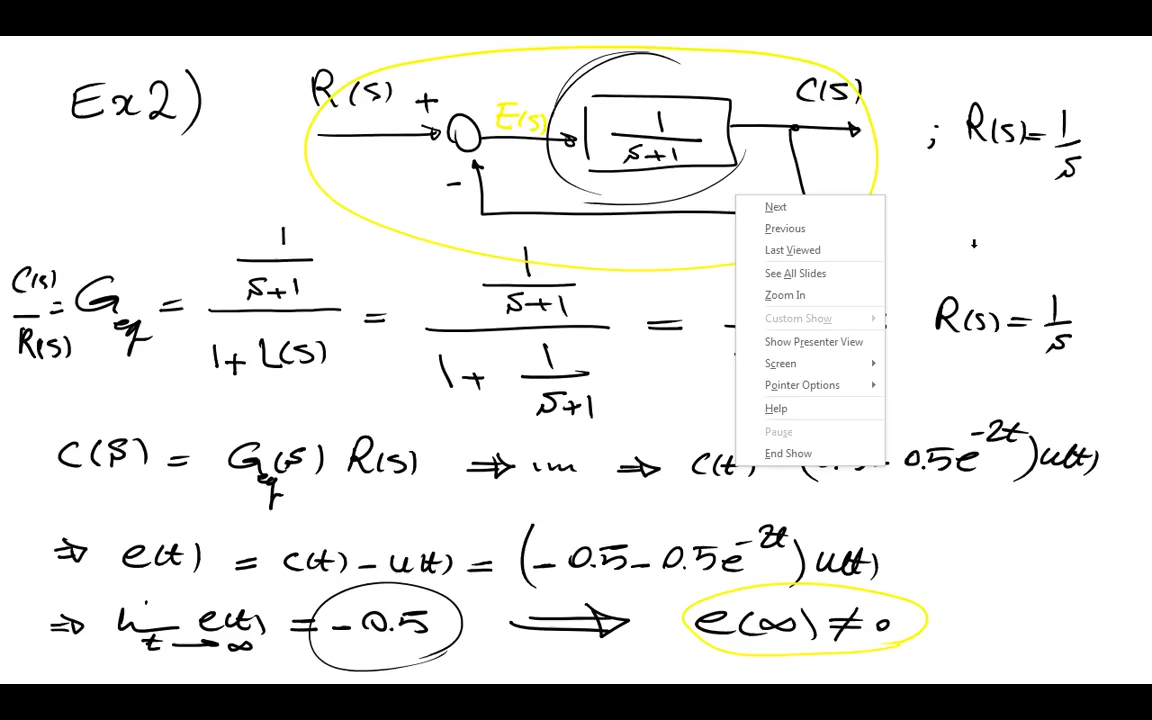 Ex2) R(s) + E(s) 1/(s+1) C(s) ; R(s) = 1/s
-
C(s)/R(s) = Geq = (1/(s+1))/(1 + L(s)) = (1/(s+1))/(1 + 1/(s+1)) = R(s) = 1/s
C(s) = Geq(s) R(s) ⇒ ⇒ c(t) 0.5e^{-2t}) u(t)
⇒ e(t) = c(t) - u(t) = (-0.5 - 0.5e^{-2t}) u(t)
⇒ lim t→∞ e(t) = -0.5 ⇒ e(∞) ≠ 0
Next
Previous
Last Viewed
See All Slides
Zoom In
Custom Show
Show Presenter View
Screen
Pointer Options
Help
Pause
End Show